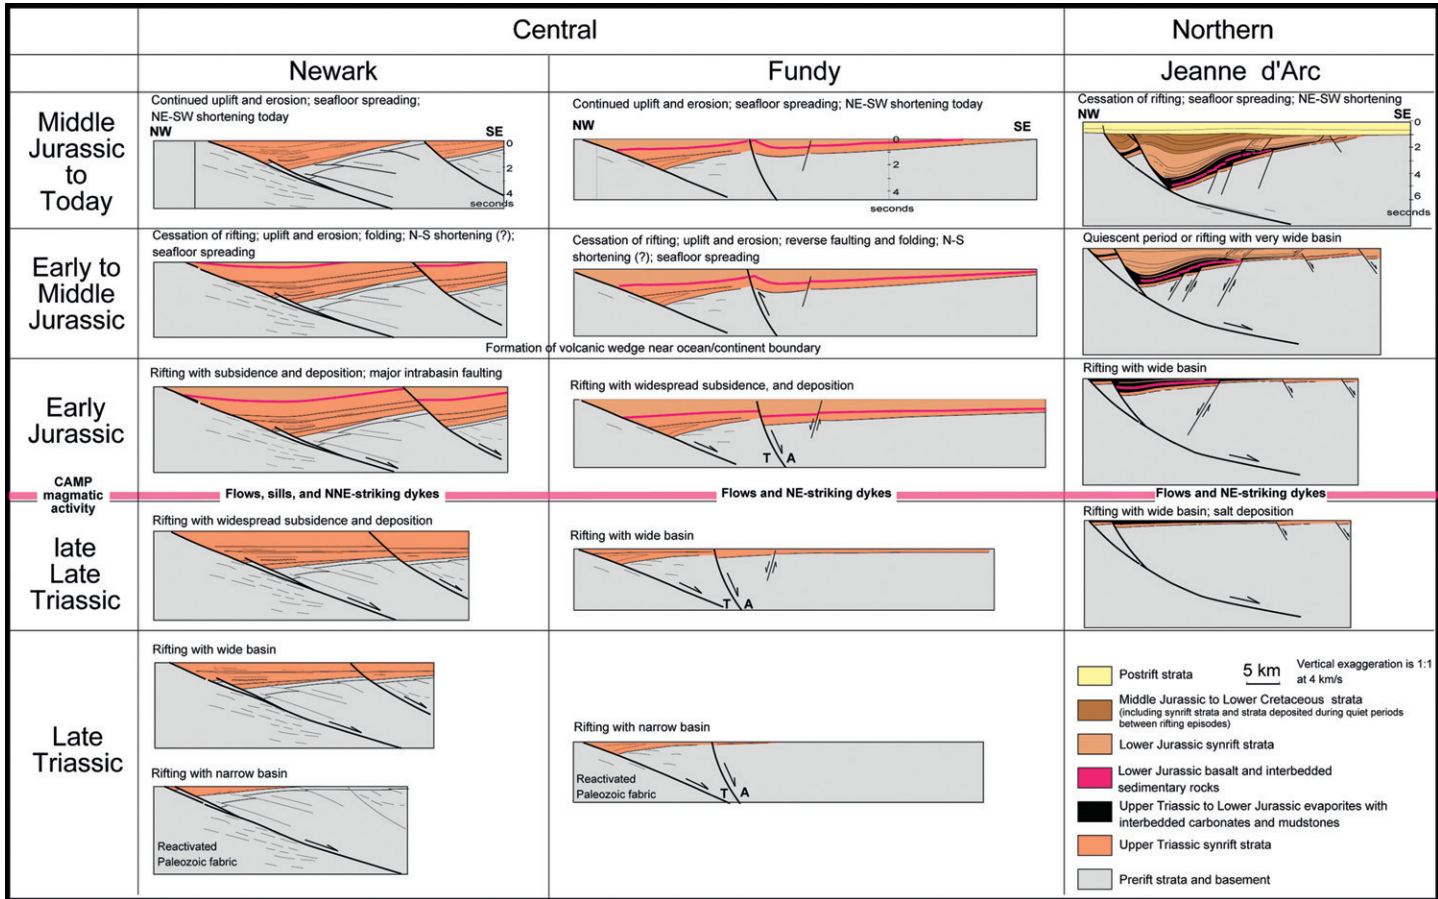 Central
Northern
Newark
Fundy
Jeanne d'Arc
Middle
Jurassic
to
Today
Continued uplift and erosion; seafloor spreading;
NE-SW shortening today
NW
SE
0
2
4
seconds
Continued uplift and erosion; seafloor spreading; NE-SW shortening today
NW
SE
0
2
4
seconds
Cessation of rifting; seafloor spreading; NE-SW shortening
NW
SE
0
2
4
6
seconds
Early to
Middle
Jurassic
Cessation of rifting; uplift and erosion; folding; N-S shortening (?);
seafloor spreading
Cessation of rifting; uplift and erosion; reverse faulting and folding; N-S
shortening (?); seafloor spreading
Quiescent period or rifting with very wide basin
Formation of volcanic wedge near ocean/continent boundary
Early
Jurassic
Rifting with subsidence and deposition; major intrabasin faulting
Rifting with widespread subsidence, and deposition
T A
Rifting with wide basin
CAMP
magmatic
activity
Flows, sills, and NNE-striking dykes
Flows and NE-striking dykes
Flows and NE-striking dykes
late
Late
Triassic
Rifting with widespread subsidence and deposition
Rifting with wide basin
T A
Rifting with wide basin; salt deposition
Late
Triassic
Rifting with wide basin
Rifting with narrow basin
Reactivated
Paleozoic fabric
Rifting with narrow basin
Reactivated
Paleozoic fabric
T A
Postrift strata
5 km
Vertical exaggeration is 1:1
at 4 km/s
Middle Jurassic to Lower Cretaceous strata
(including synrift strata and strata deposited during quiet periods
between rifting episodes)
Lower Jurassic synrift strata
Lower Jurassic basalt and interbedded
sedimentary rocks
Upper Triassic to Lower Jurassic evaporites with
interbedded carbonates and mudstones
Upper Triassic synrift strata
Prerift strata and basement